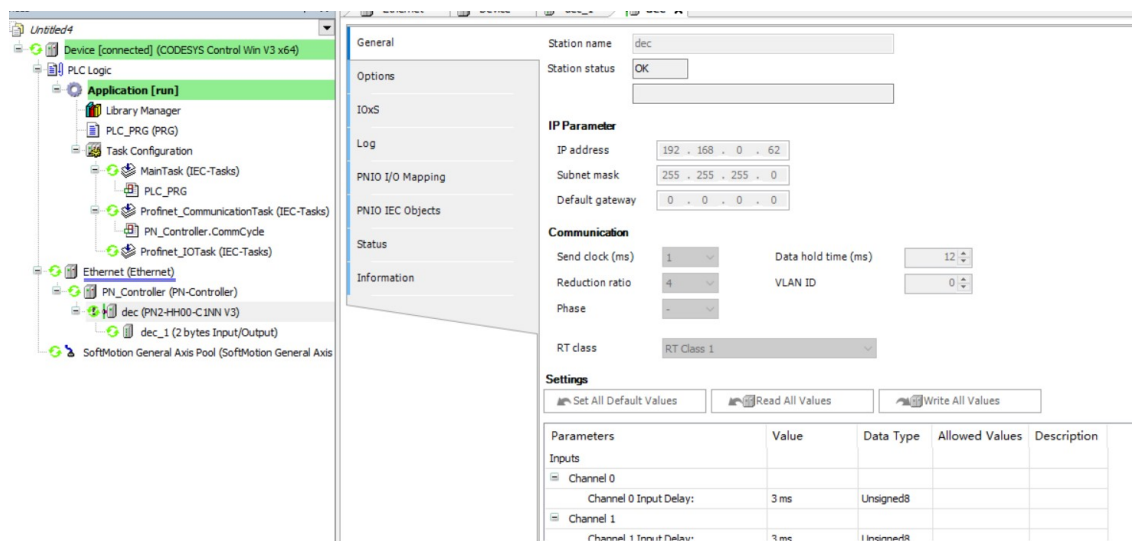 Ethernet Device dec_1 dec X
Untitled4
Device [connected] (CODESYS Control Win V3 x64)
PLC Logic
Application [run]
Library Manager
PLC_PRG (PRG)
Task Configuration
MainTask (IEC-Tasks)
PLC_PRG
Profinet_CommunicationTask (IEC-Tasks)
PN_Controller.CommCycle
Profinet_IOTask (IEC-Tasks)
Ethernet (Ethernet)
PN_Controller (PN-Controller)
dec (PN2-HH00-C1NN V3)
dec_1 (2 bytes Input/Output)
SoftMotion General Axis Pool (SoftMotion General Axis
General
Options
IOxS
Log
PNIO I/O Mapping
PNIO IEC Objects
Status
Information
Station name dec
Station status OK
IP Parameter
IP address 192 . 168 . 0 . 62
Subnet mask 255 . 255 . 255 . 0
Default gateway 0 . 0 . 0 . 0
Communication
Send clock (ms) 1 Data hold time (ms) 12
Reduction ratio 4 VLAN ID 0
Phase -
RT class RT Class 1
Settings
Set All Default Values Read All Values Write All Values
Parameters Value Data Type Allowed Values Description
Inputs
Channel 0
Channel 0 Input Delay: 3 ms Unsigned8
Channel 1
Channel 1 Input Delay: 3 ms Unsigned8